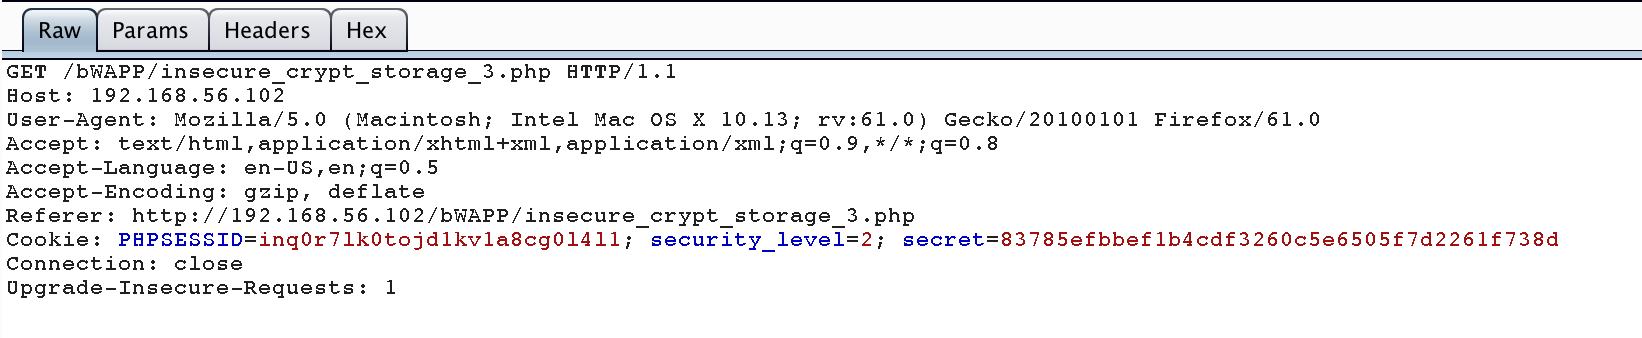 Raw Params Headers Hex
GET /bWAPP/insecure_crypt_storage_3.php HTTP/1.1
Host: 192.168.56.102
User-Agent: Mozilla/5.0 (Macintosh; Intel Mac OS X 10.13; rv:61.0) Gecko/20100101 Firefox/61.0
Accept: text/html,application/xhtml+xml,application/xml;q=0.9,*/*;q=0.8
Accept-Language: en-US,en;q=0.5
Accept-Encoding: gzip, deflate
Referer: http://192.168.56.102/bWAPP/insecure_crypt_storage_3.php
Cookie: PHPSESSID=inq0r7lk0tojd1kv1a8cg0l4l1; security_level=2; secret=83785efbbef1b4cdf3260c5e6505f7d2261f738d
Connection: close
Upgrade-Insecure-Requests: 1